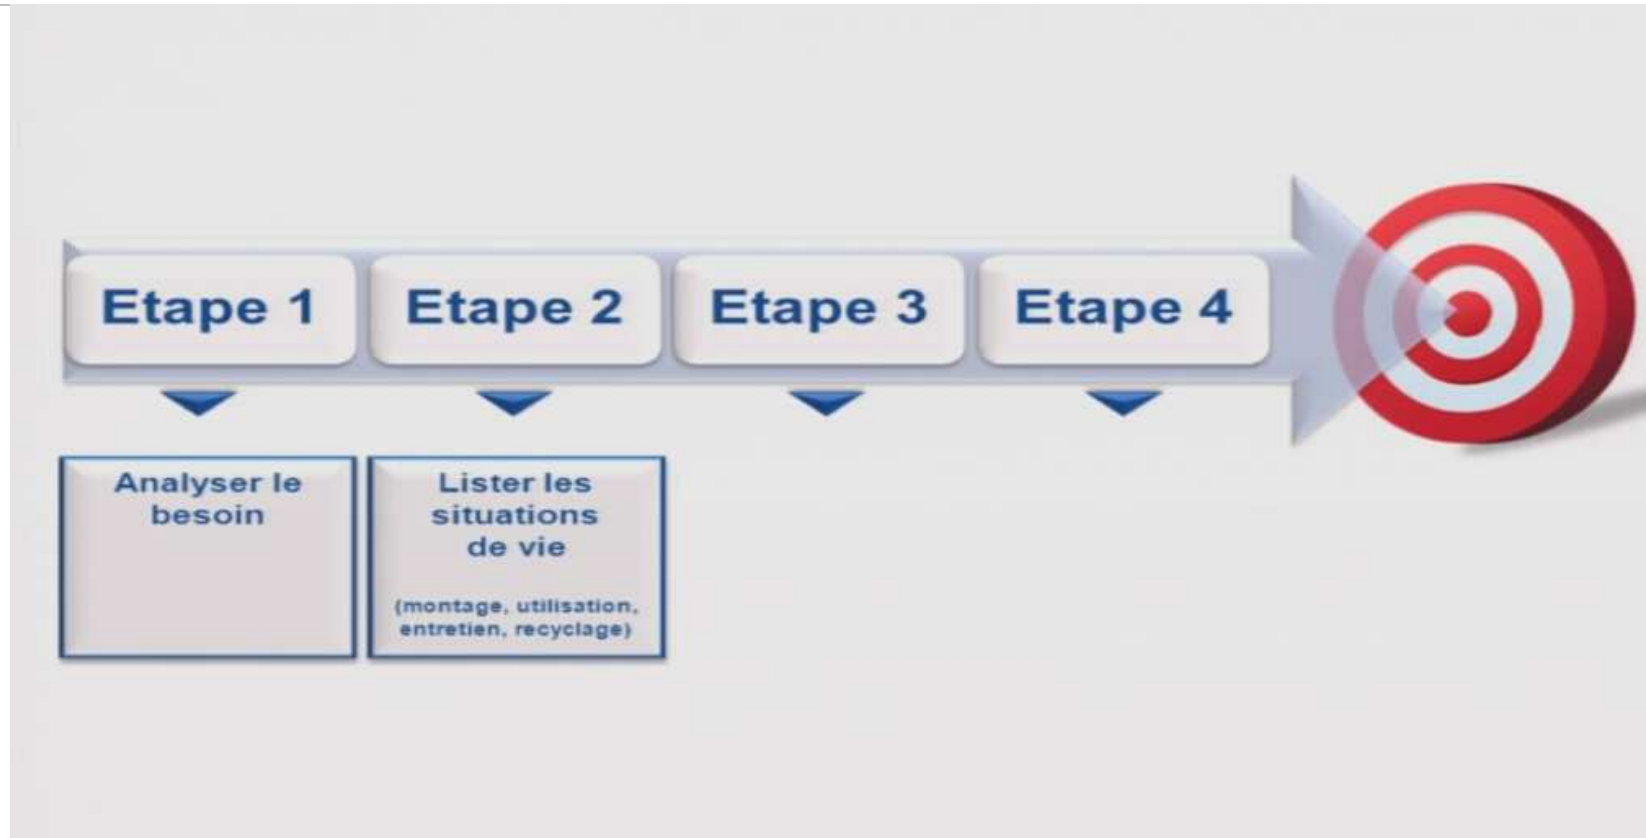 Etape 1
Etape 2
Etape 3
Etape 4
Analyser le
besoin
Lister les
situations
de vie
(montage, utilisation,
entretien, recyclage)